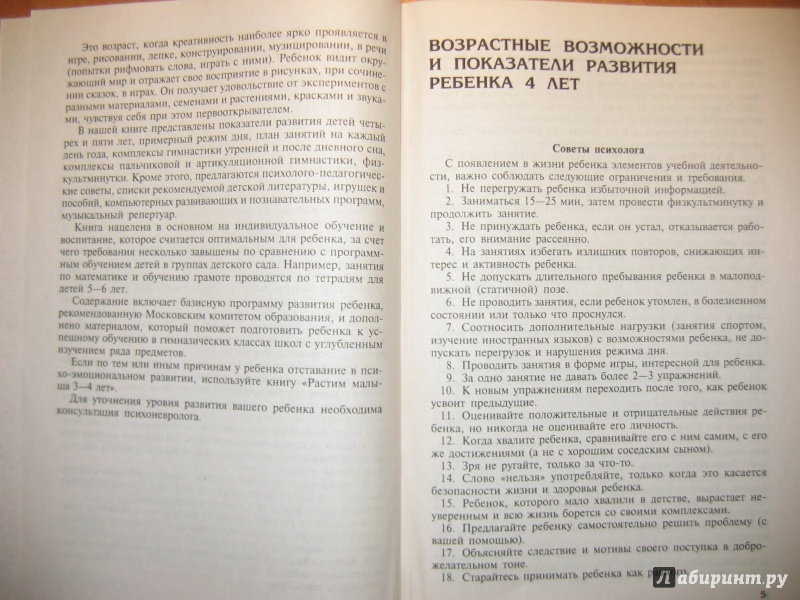 Это возраст, когда креативность наиболее ярко проявляется в
игре, рисовании, лепке, конструировании, музицировании, в речи
(попытки рифмовать слова, играть с ними). Ребенок видит окру-
жающий мир и отражает свое восприятие в рисунках, при сочине-
нии сказок, в играх. Он получает удовольствие от экспериментов с
разными материалами, семенами и растениями, красками и звука-
ми, чувствуя себя при этом первооткрывателем.
В нашей книге представлены показатели развития детей четы-
рех и пяти лет, примерный режим дня, план занятий на каждый
день года, комплексы гимнастики утренней и после дневного сна,
комплексы пальчиковой и артикуляционной гимнастики, физ-
культминутки. Кроме этого, предлагаются психолого-педагогичес-
кие советы, списки рекомендуемой детской литературы, игрушек и
пособий, компьютерных развивающих и познавательных программ,
музыкальный репертуар.
Книга нацелена в основном на индивидуальное обучение и
воспитание, которое считается оптимальным для ребенка, за счет
чего требования несколько завышены по сравнению с программ-
ным обучением детей в группах детского сада. Например, занятия
по математике и обучению грамоте проводятся по тетрадям для
детей 5—6 лет.
Содержание включает базисную программу развития ребенка,
рекомендованную Московским комитетом образования, и допол-
нено материалом, который поможет подготовить ребенка к ус-
пешному обучению в гимназических классах школ с углубленным
изучением ряда предметов.
Если по тем или иным причинам у ребенка отставание в пси-
хо-эмоциональном развитии, используйте книгу «Растим малы-
ша 3—4 лет».
Для уточнения уровня развития вашего ребенка необходима
консультация психоневролога.
ВОЗРАСТНЫЕ ВОЗМОЖНОСТИ
И ПОКАЗАТЕЛИ РАЗВИТИЯ
РЕБЕНКА 4 ЛЕТ
Советы психолога
С появлением в жизни ребенка элементов учебной деятельно-
сти, важно соблюдать следующие ограничения и требования.
1. Не перегружать ребенка избыточной информацией.
2. Заниматься 15—25 мин, затем провести физкультминутку и
продолжить занятие.
3. Не принуждать ребенка, если он устал, отказывается рабо-
тать, его внимание рассеянно.
4. На занятиях избегать излишних повторов, снижающих ин-
терес и активность ребенка.
5. Не допускать длительного пребывания ребенка в малопод-
вижной (статичной) позе.
6. Не проводить занятия, если ребенок утомлен, в болезненном
состоянии или только что проснулся.
7. Соотносить дополнительные нагрузки (занятия спортом,
изучение иностранных языков) с возможностями ребенка, не до-
пускать перегрузок и нарушения режима дня.
8. Проводить занятия в форме игры, интересной для ребенка.
9. За одно занятие не давать более 2—3 упражнений.
10. К новым упражнениям переходить после того, как ребенок
усвоит предыдущие.
11. Оценивайте положительные и отрицательные действия ре-
бенка, но никогда не оценивайте его личность.
12. Когда хвалите ребенка, сравнивайте его с ним самим, с его
же достижениями (а не с хорошим соседским сыном).
13. Зря не ругайте, только за что-то.
14. Слово «нельзя» употребляйте, только когда это касается
безопасности жизни и здоровья ребенка.
15. Ребенок, которого мало хвалили в детстве, вырастает не-
уверенным и всю жизнь борется со своими комплексами.
16. Предлагайте ребенку самостоятельно решить проблему (с
вашей помощью).
17. Объясняйте следствие и мотивы своего поступка в добро-
желательном тоне.
18. Старайтесь принимать ребенка как
5
Лабиринт.ру